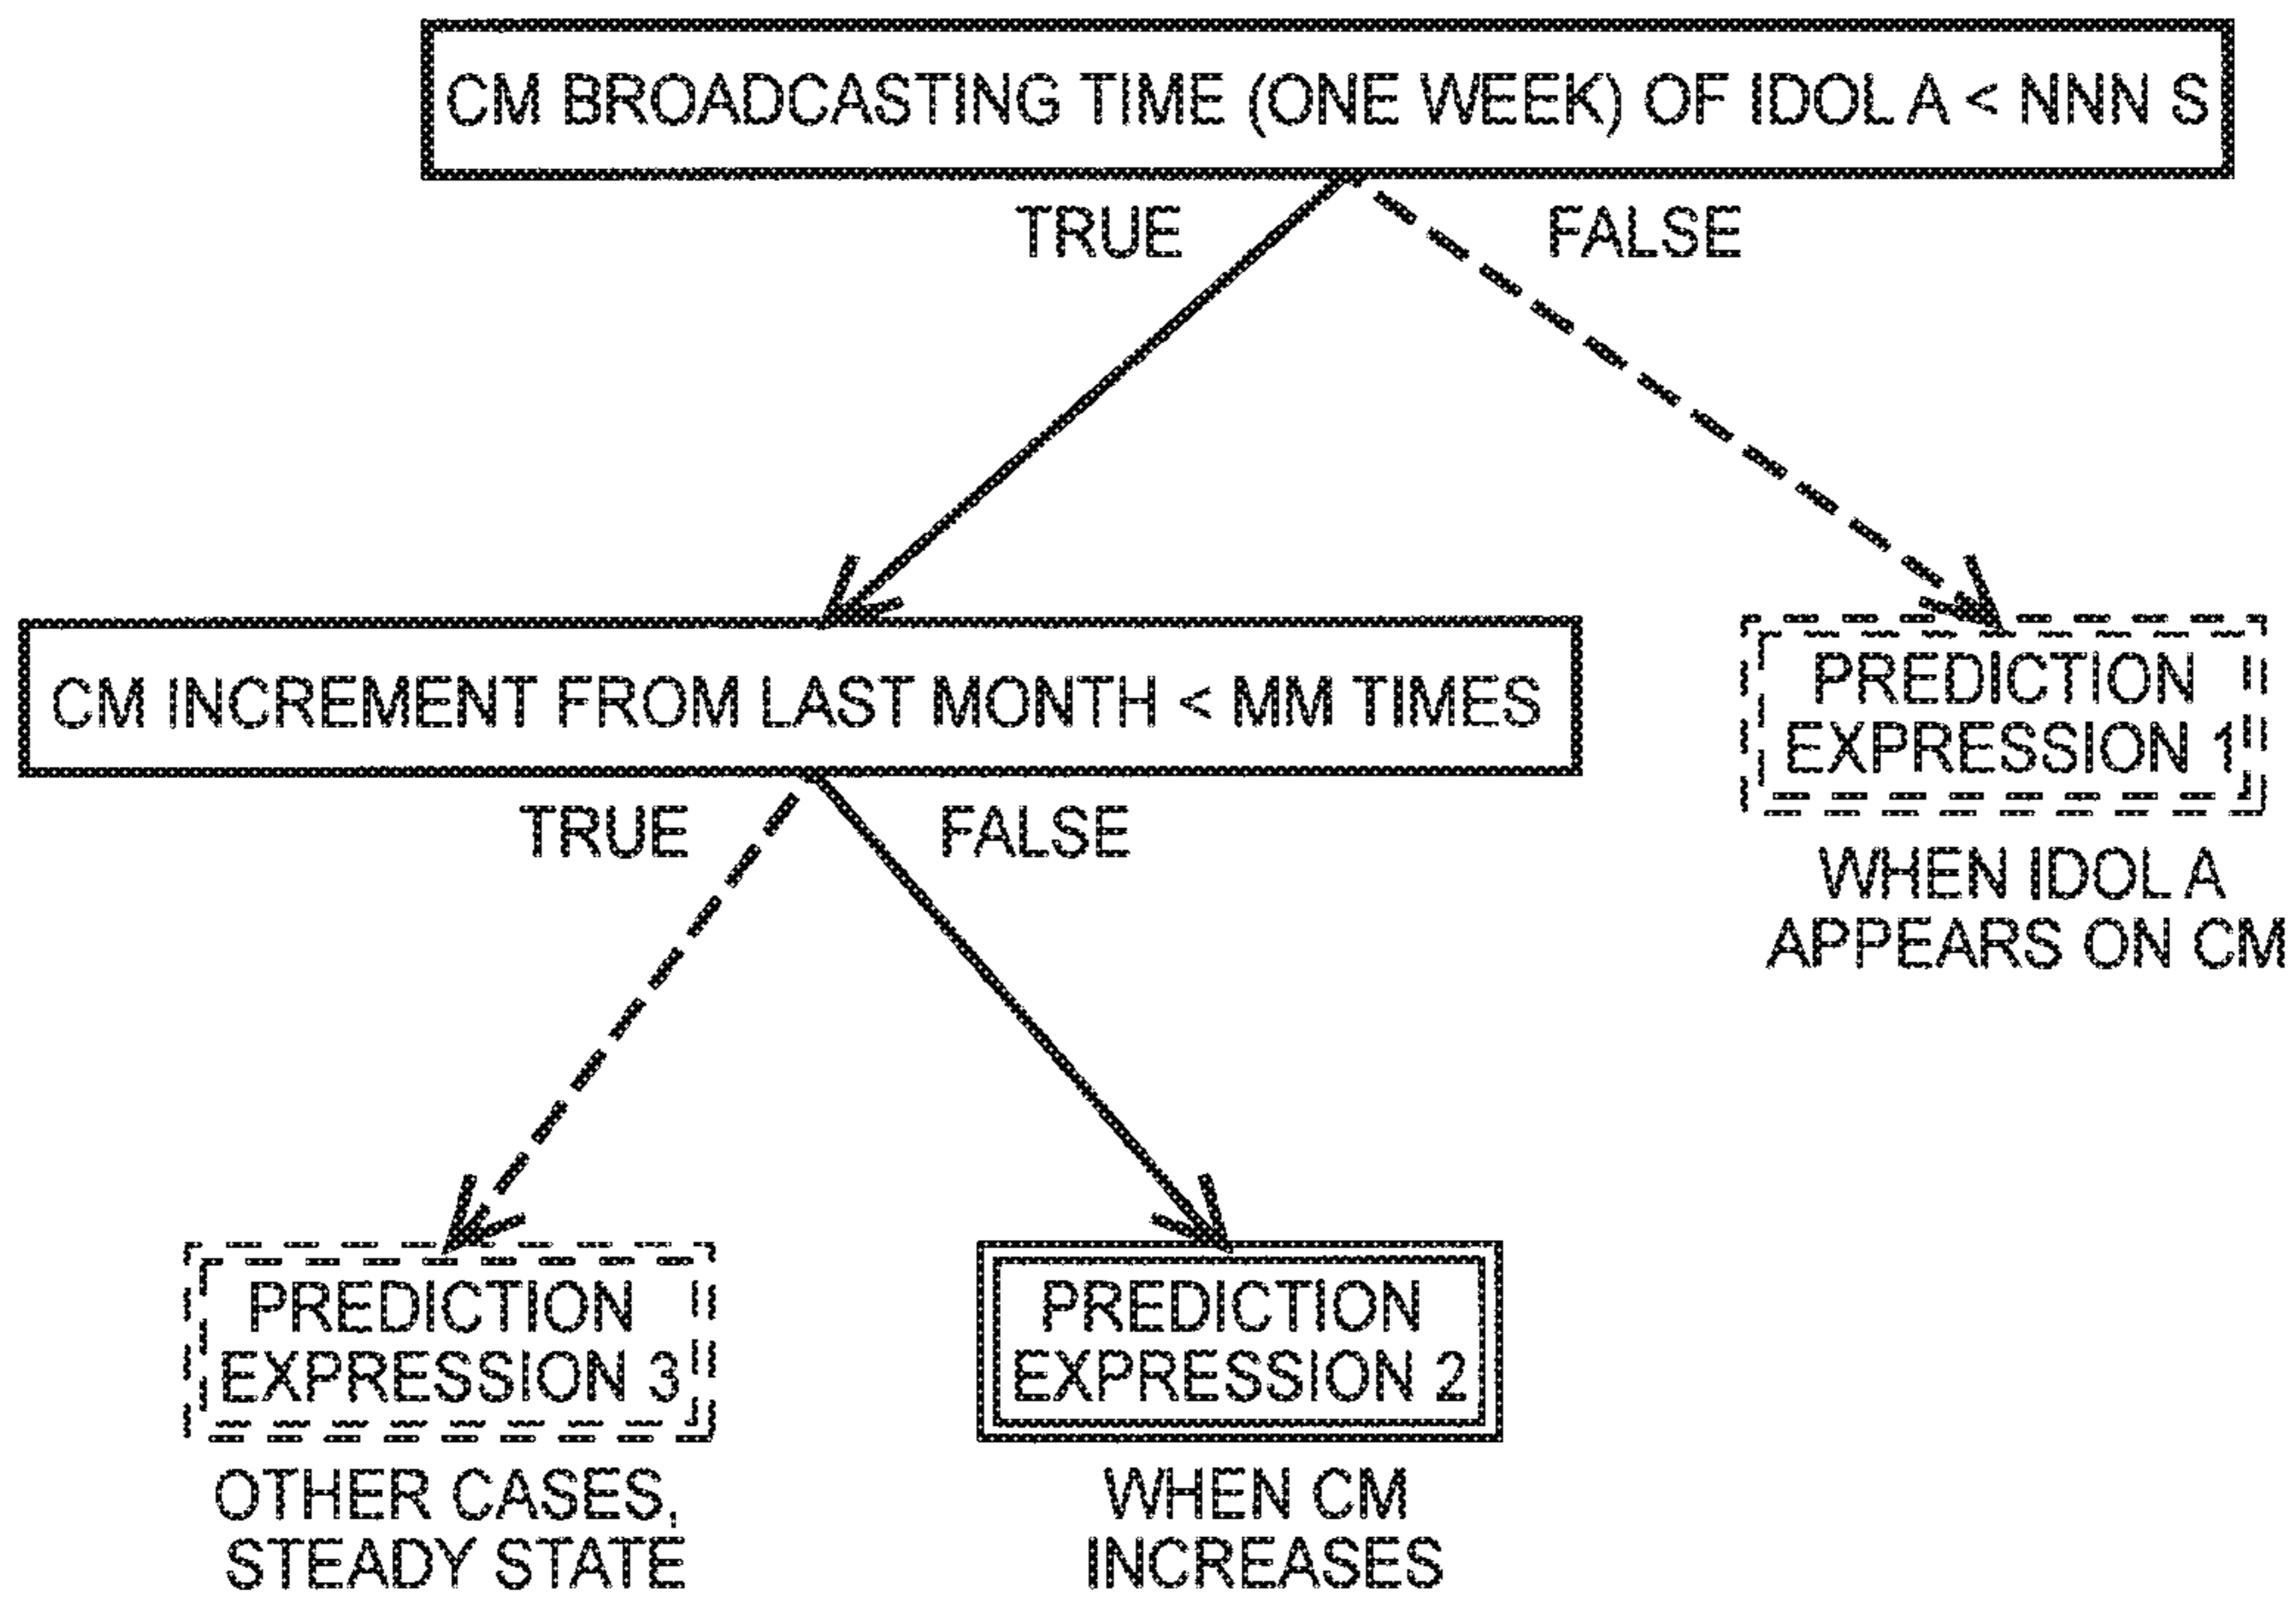 CM BROADCASTING TIME (ONE WEEK) OF IDOL A < NNN S
TRUE
FALSE
CM INCREMENT FROM LAST MONTH < MM TIMES
PREDICTION
EXPRESSION 1
TRUE
FALSE
WHEN IDOL A
APPEARS ON CM
PREDICTION
EXPRESSION 3
PREDICTION
EXPRESSION 2
OTHER CASES,
STEADY STATE
WHEN CM
INCREASES